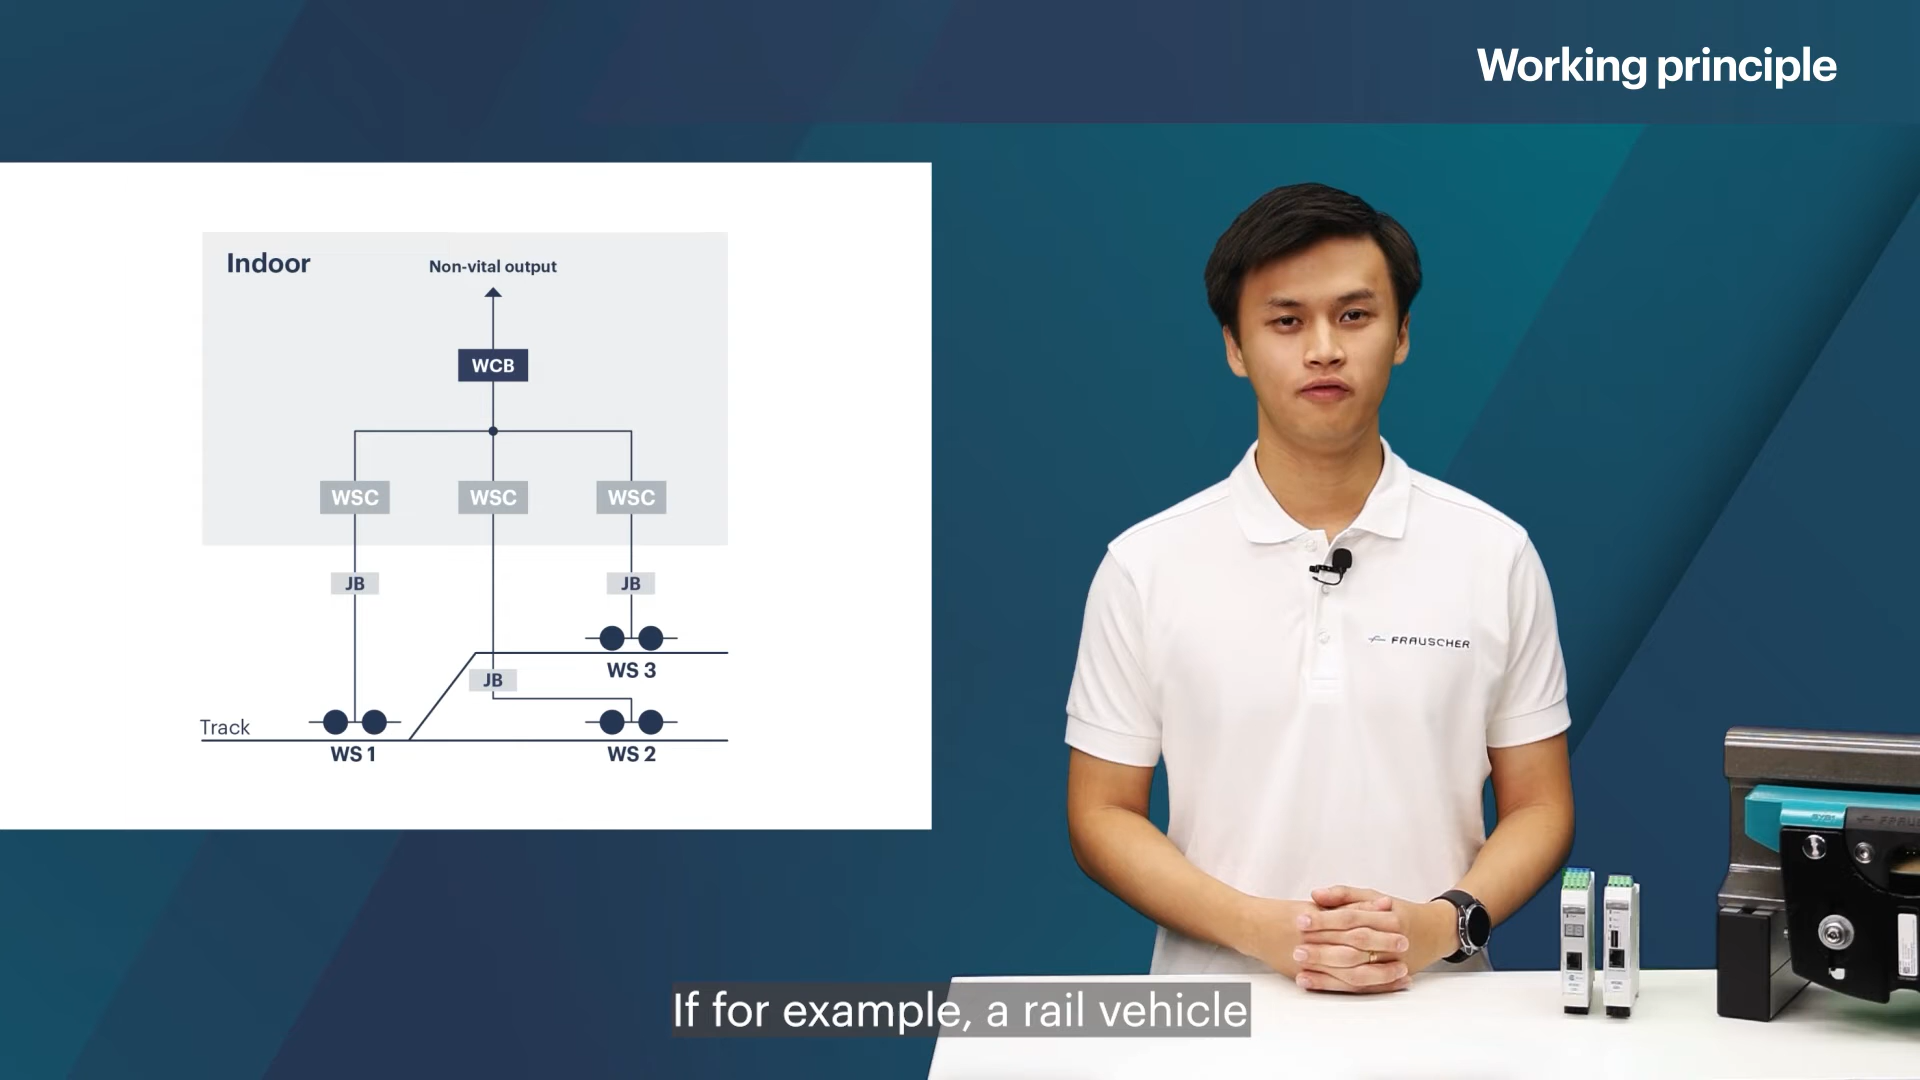 Working principle
Indoor
Non-vital output
WCB
WSC
WSC
WSC
JB
JB
WS 3
JB
Track
WS 1
WS 2
FRAUSCHER
If for example, a rail vehicle